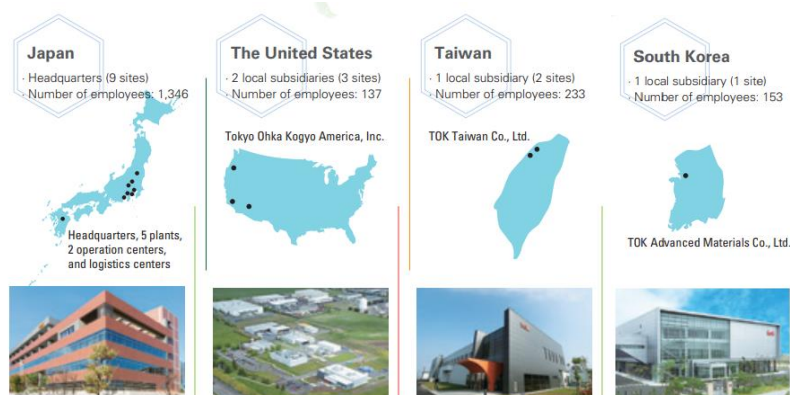 Japan
· Headquarters (9 sites)
· Number of employees: 1,346
Headquarters, 5 plants,
2 operation centers,
and logistics centers
The United States
· 2 local subsidiaries (3 sites)
· Number of employees: 137
Tokyo Ohka Kogyo America, Inc.
Taiwan
· 1 local subsidiary (2 sites)
· Number of employees: 233
TOK Taiwan Co., Ltd.
South Korea
· 1 local subsidiary (1 site)
· Number of employees: 153
TOK Advanced Materials Co., Ltd.